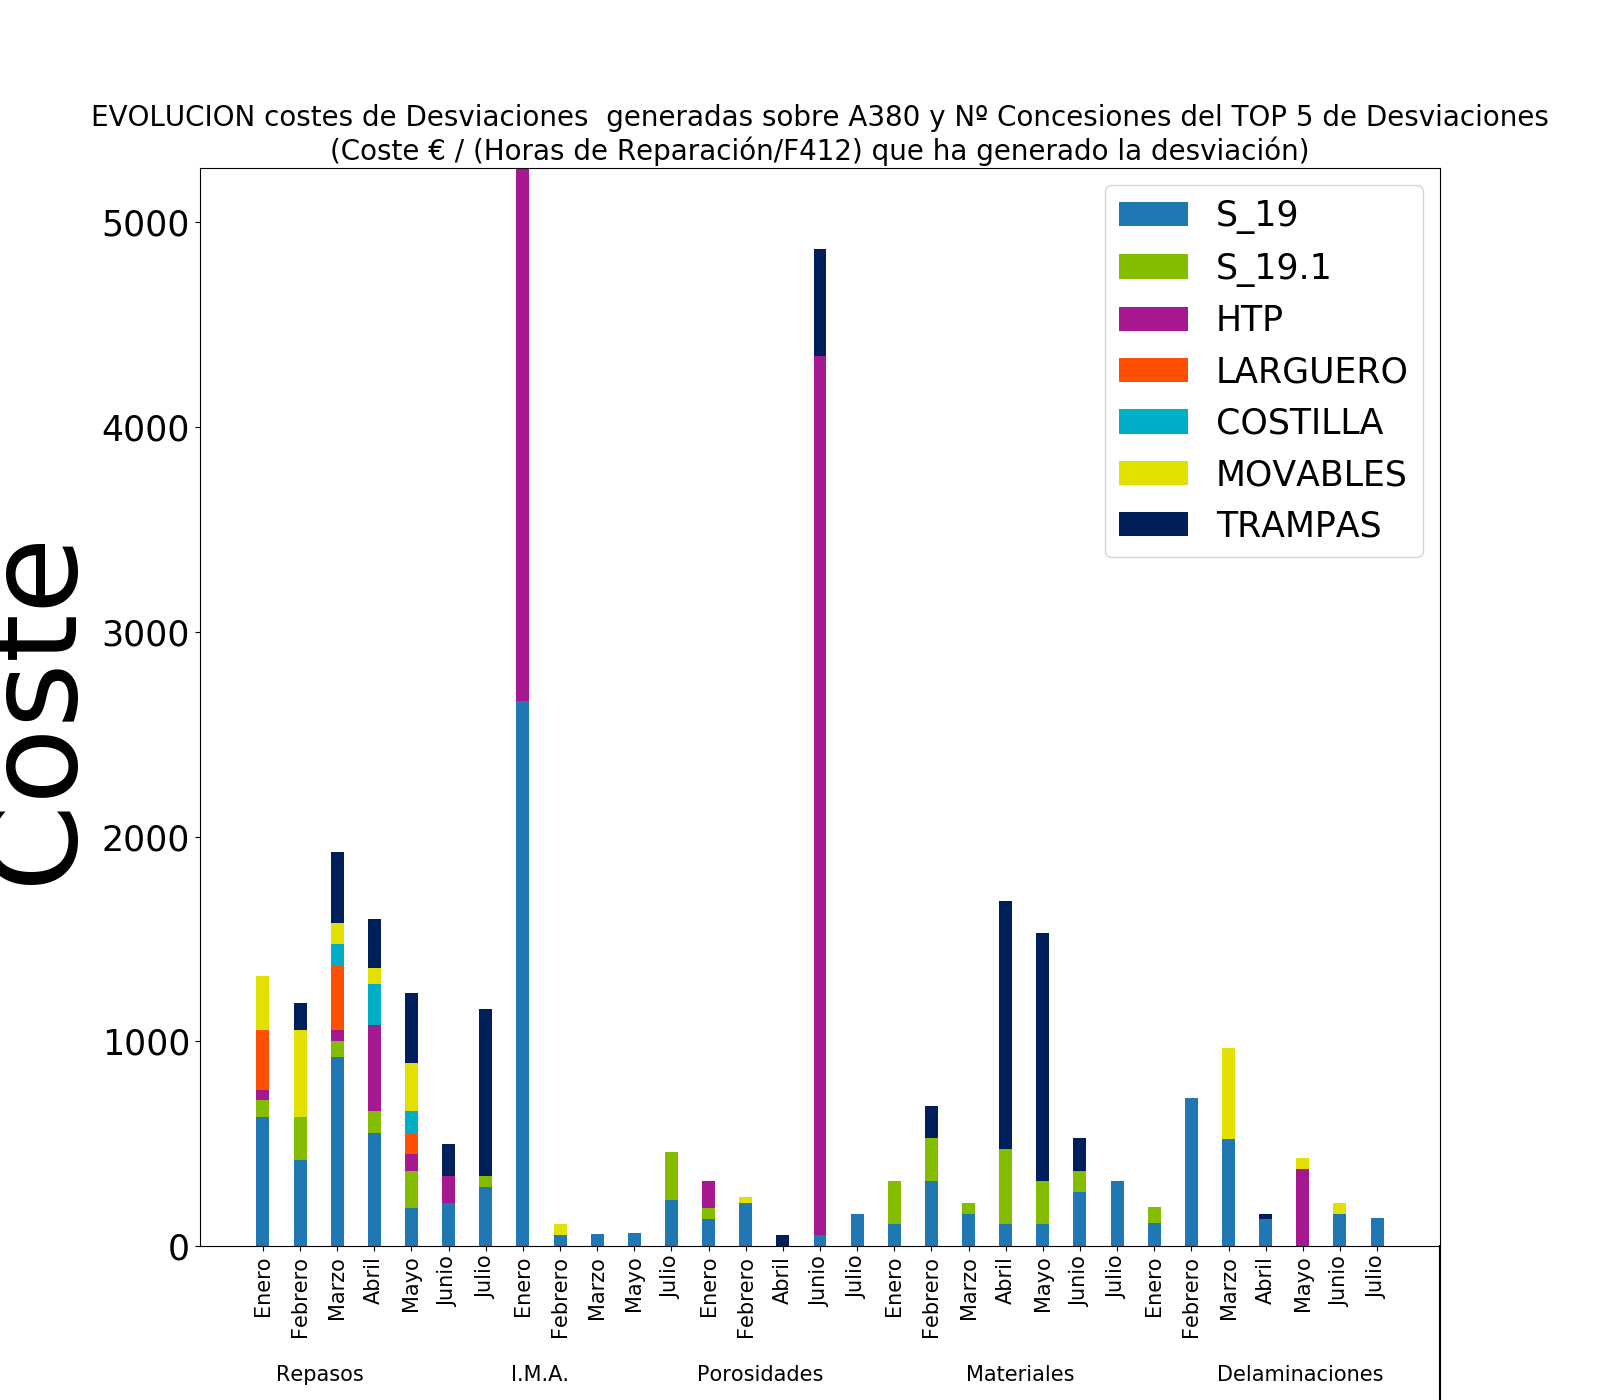 EVOLUCION costes de Desviaciones  generadas sobre A380 y Nº Concesiones del TOP 5 de Desviaciones
(Coste € / (Horas de Reparación/F412) que ha generado la desviación)
Coste
5000
4000
3000
2000
1000
0
S_19
S_19.1
HTP
LARGUERO
COSTILLA
MOVABLES
TRAMPAS
Enero
Febrero
Marzo
Abril
Mayo
Junio
Julio
Enero
Febrero
Marzo
Mayo
Julio
Enero
Febrero
Abril
Junio
Julio
Enero
Febrero
Marzo
Abril
Mayo
Junio
Julio
Enero
Febrero
Marzo
Abril
Mayo
Junio
Julio
Repasos
I.M.A.
Porosidades
Materiales
Delaminaciones